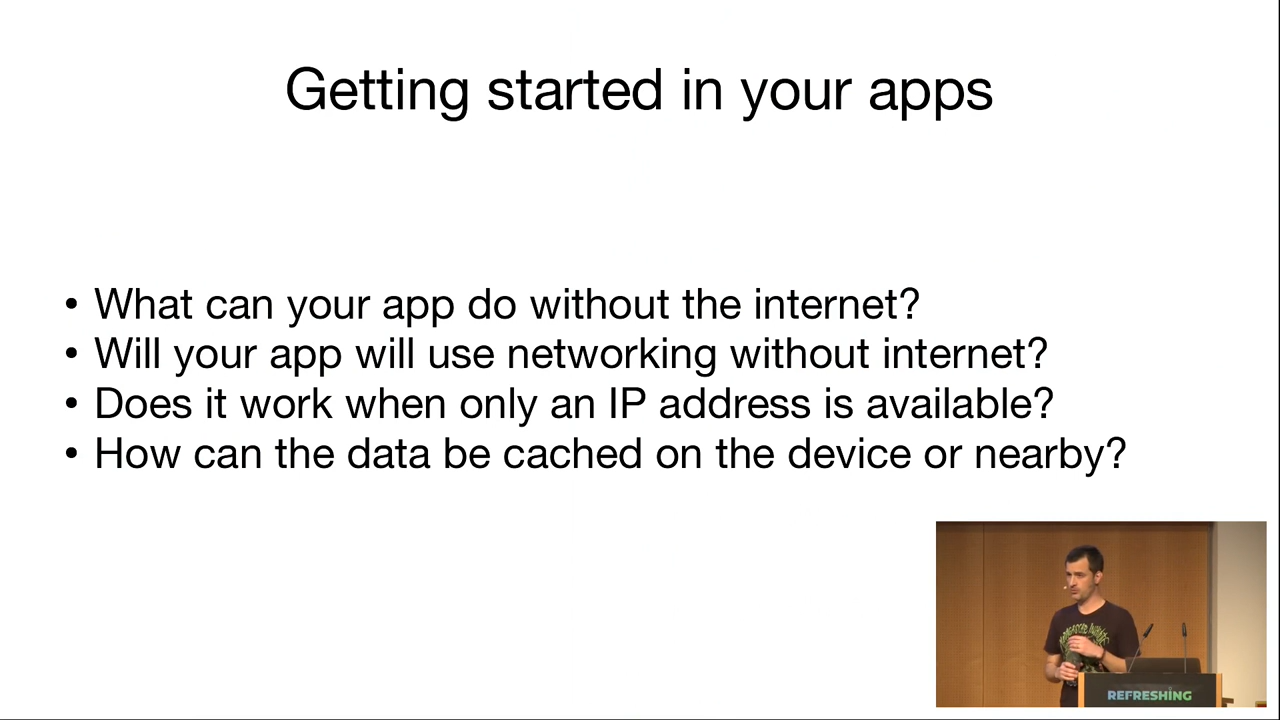 Getting started in your apps
• What can your app do without the internet?
• Will your app will use networking without internet?
• Does it work when only an IP address is available?
• How can the data be cached on the device or nearby?
REFRESHING